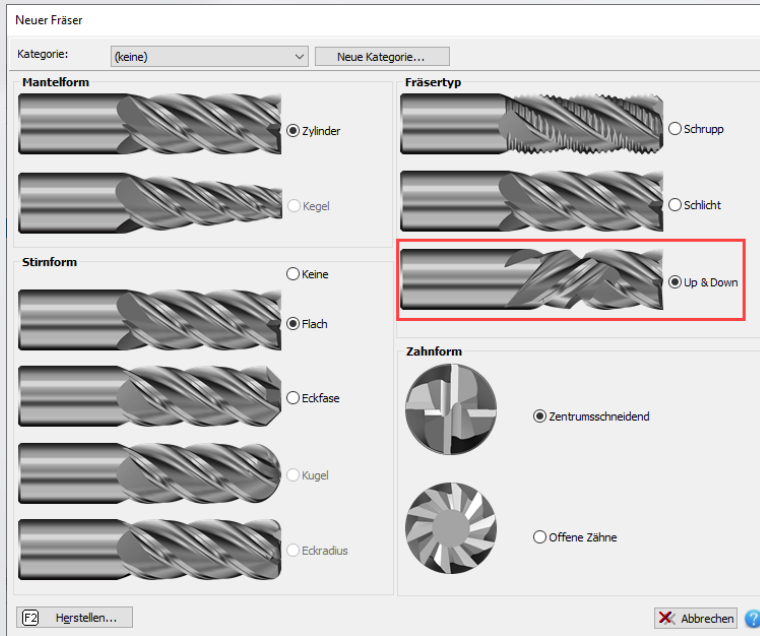 Neuer Fräser
Kategorie:
(keine)
Neue Kategorie...
Mantelform
Zylinder
Kegel
Stirnform
Keine
Flach
Eckfase
Kugel
Eckradius
Fräsertyp
Schrupp
Schlicht
Up & Down
Zahnform
Zentrumsschneidend
Offene Zähne
F2 Herstellen...
Abbrechen
?